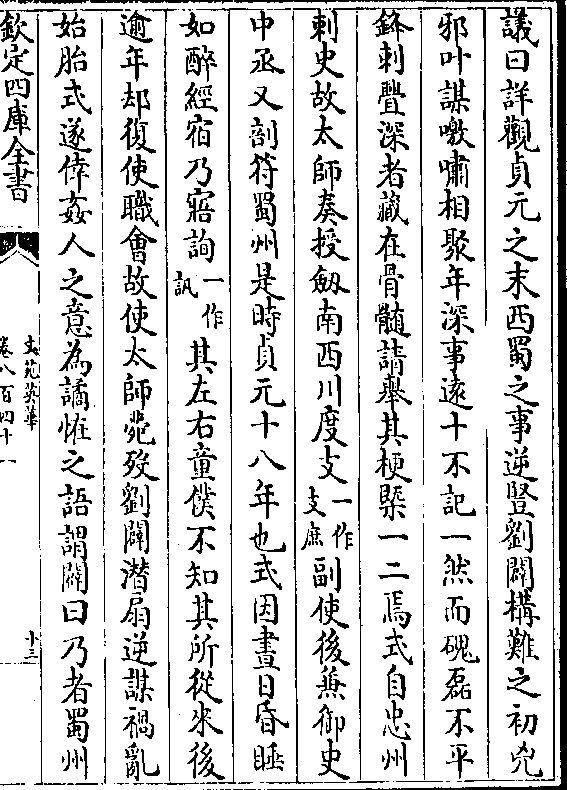 議曰詳觀貞元之末西蜀之事逆豎劉闢構難之初兇
邪叶謀嗷嘯相聚年深事遠十不記一然而磈磊不平
鋒刺舋深者藏在骨髓請舉其梗槩一二焉式自忠州
刺史故太師奏授劔南西川度支一作支庶副使後兼御史
中丞又剖符蜀州是時貞元十八年也式因晝日昏睡
如醉經宿乃寤詢一作訊其左右童僕不知其所從來後
逾年却復使職會故使太師薨歿劉闢潜扇逆謀禍亂
始胎式遂倖姦人之意為譎恠之語謂闢曰乃者蜀州
欽定四庫全書
文苑英華
卷八百四十一
十三